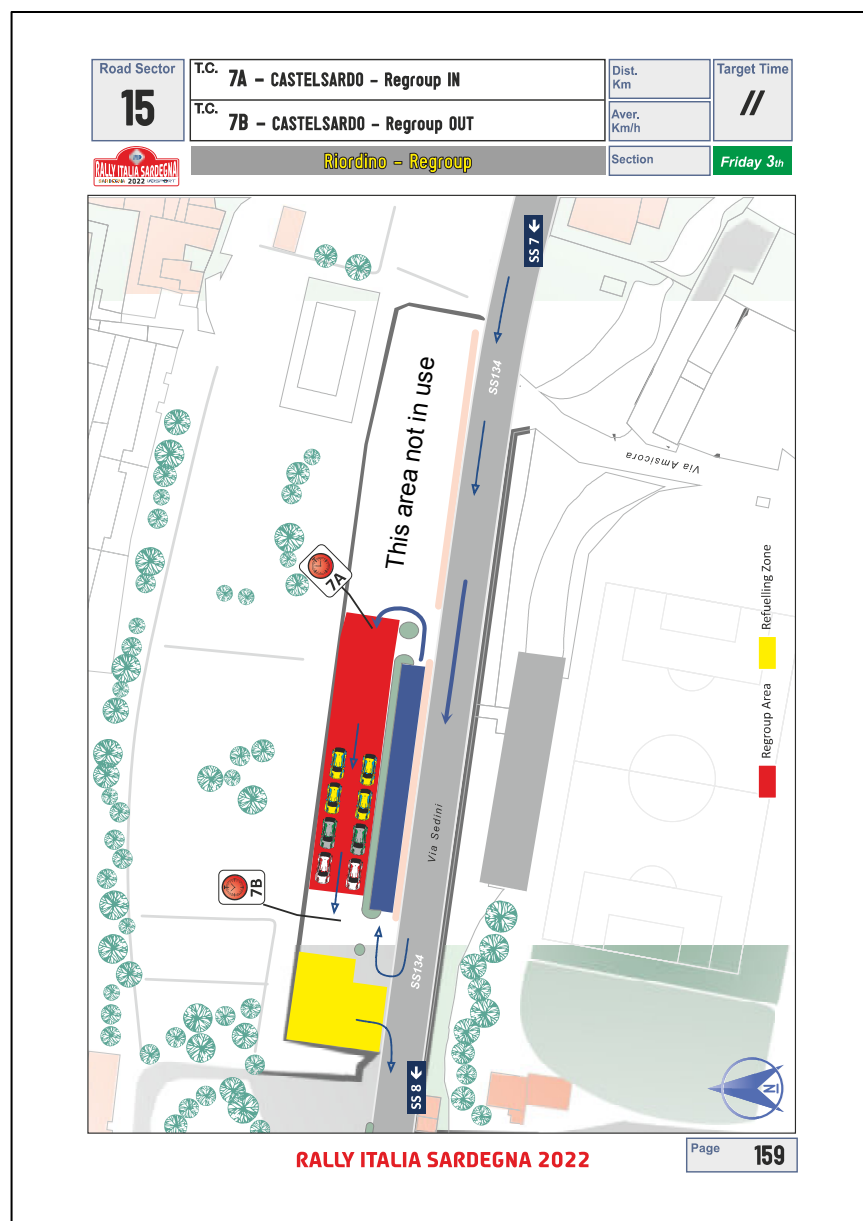 Road Sector
15
T.C. 7A - CASTELSARDO - Regroup IN
T.C. 7B - CASTELSARDO - Regroup OUT
Dist.
Km
Aver.
Km/h
Target Time
//
RALLY ITALIA SARDEGNA
2022
Riordino - Regroup
Section
Friday 3th
SS 7 ←
SS134
This area not in use
Via Amsicora
7A
Refuelling Zone
Regroup Area
Via Sedini
7B
SS134
SS 8 ←
N
RALLY ITALIA SARDEGNA 2022
Page 159